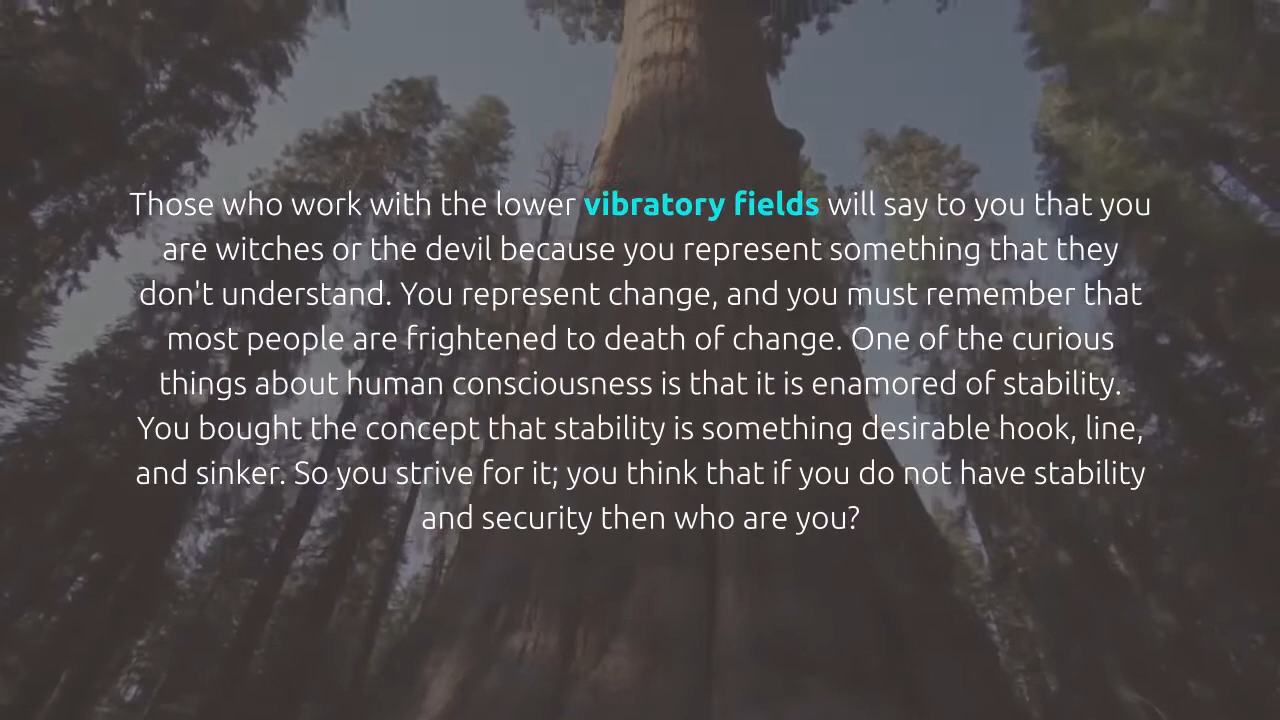 Those who work with the lower vibratory fields will say to you that you
are witches or the devil because you represent something that they
don't understand. You represent change, and you must remember that
most people are frightened to death of change. One of the curious
things about human consciousness is that it is enamored of stability.
You bought the concept that stability is something desirable hook, line,
and sinker. So you strive for it; you think that if you do not have stability
and security then who are you?